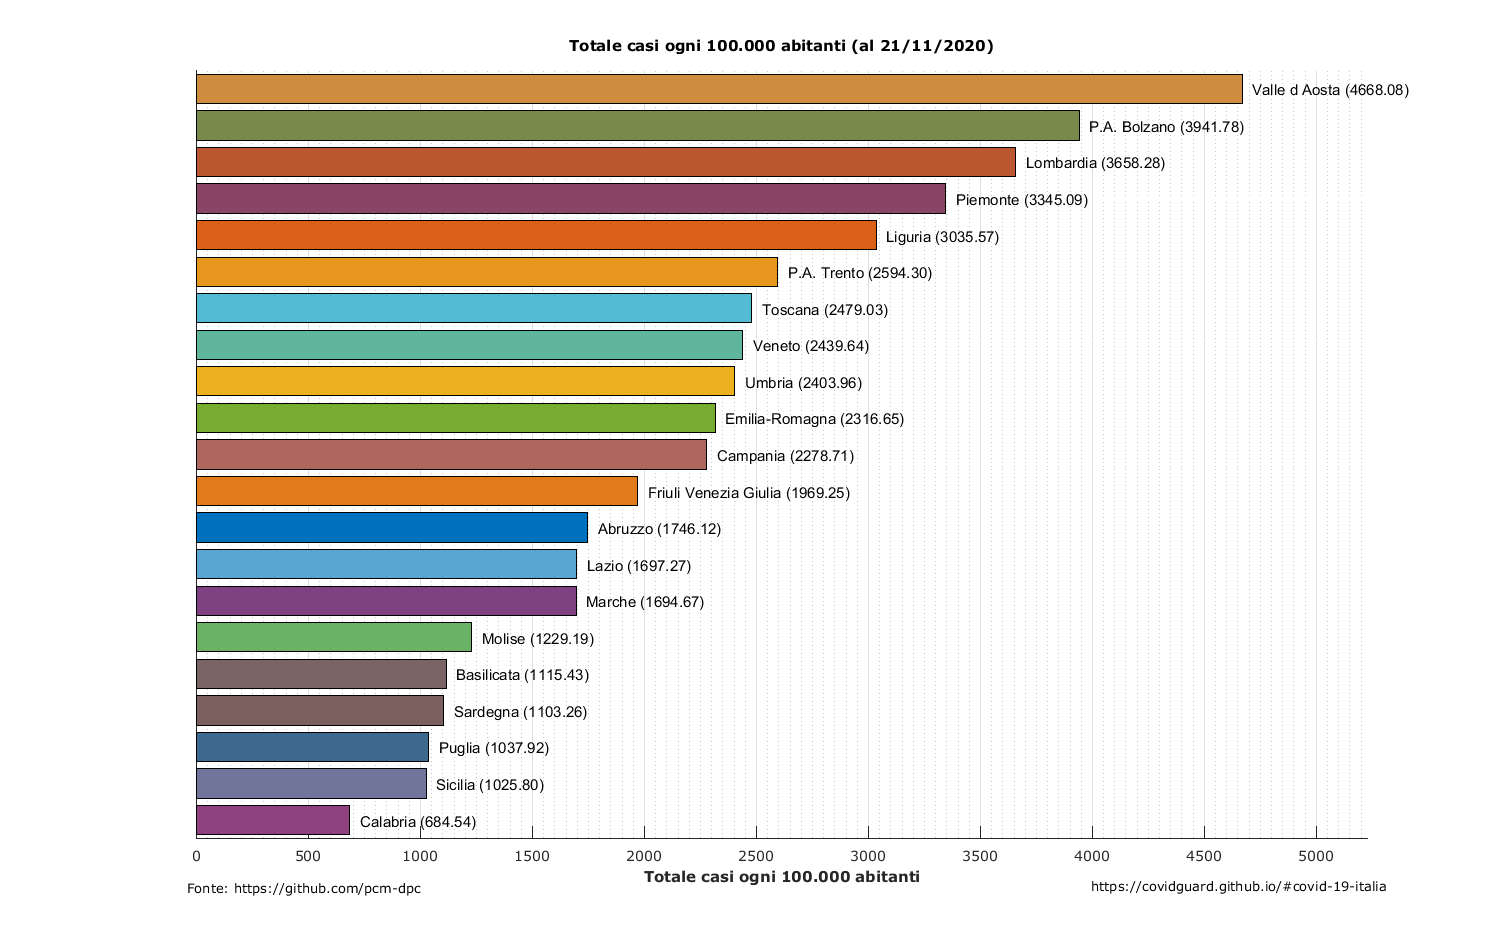 Totale casi ogni 100.000 abitanti (al 21/11/2020)
Valle d Aosta (4668.08)
P.A. Bolzano (3941.78)
Lombardia (3658.28)
Piemonte (3345.09)
Liguria (3035.57)
P.A. Trento (2594.30)
Toscana (2479.03)
Veneto (2439.64)
Umbria (2403.96)
Emilia-Romagna (2316.65)
Campania (2278.71)
Friuli Venezia Giulia (1969.25)
Abruzzo (1746.12)
Lazio (1697.27)
Marche (1694.67)
Molise (1229.19)
Basilicata (1115.43)
Sardegna (1103.26)
Puglia (1037.92)
Sicilia (1025.80)
Calabria (684.54)
0 500 1000 1500 2000 2500 3000 3500 4000 4500 5000
Totale casi ogni 100.000 abitanti
Fonte: https://github.com/pcm-dpc
https://covidguard.github.io/#covid-19-italia